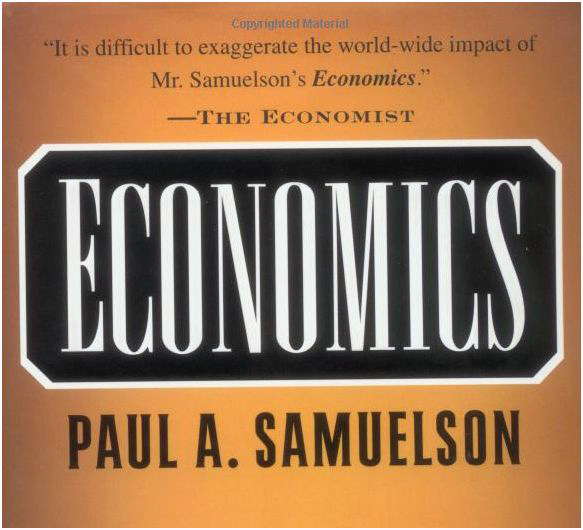 Copyrighted Material
“It is difficult to exaggerate the world-wide impact of
Mr. Samuelson’s Economics.”
—THE ECONOMIST
ECONOMICS
PAUL A. SAMUELSON